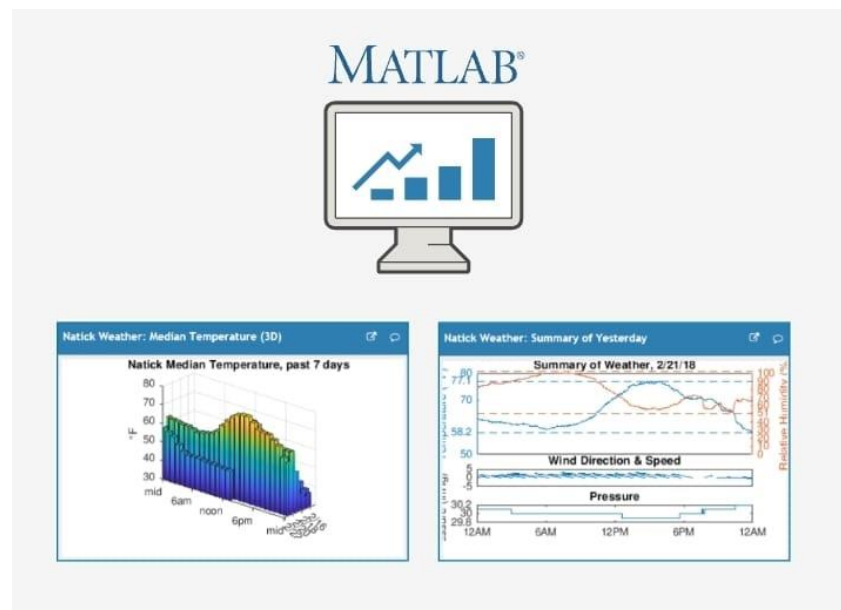 MATLAB®
Natick Weather: Median Temperature (3D)
Natick Median Temperature, past 7 days
80
70
60
50
40
30
°F
mid
6am
noon
6pm
mid
Natick Weather: Summary of Yesterday
Summary of Weather, 2/21/18
80
77.1
70
58.2
50
100
51
0
Relative Humidity (%
Wind Direction & Speed
5
0
-5
Pressure
30.2
30
29.8
12AM
6AM
12PM
6PM
12AM